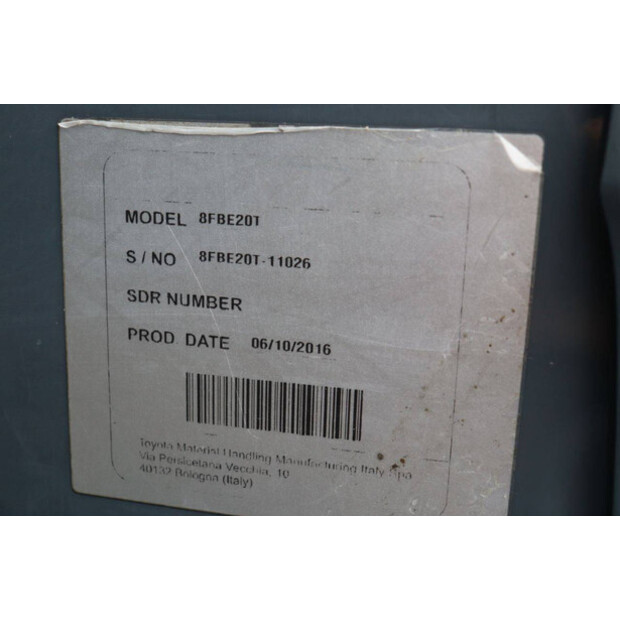 MODEL 8FBE20T
S / NO 8FBE20T-11026
SDR NUMBER
PROD. DATE 06/10/2016
Toyota Material Handling Manufacturing Italy Spa
Via Persicetana Vecchia, 10
40132 Bologna (Italy)